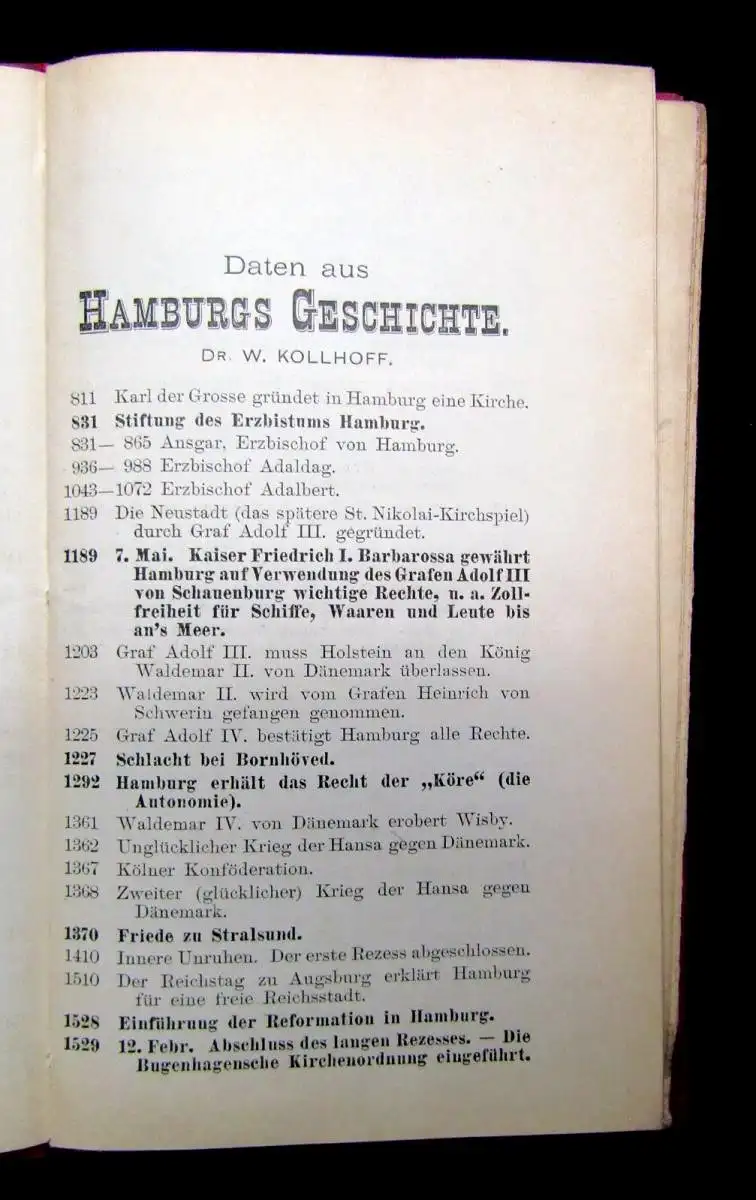 Daten aus
HAMBURGS GESCHICHTE.
DR. W. KOLLHOFF.
811 Karl der Grosse gründet in Hamburg eine Kirche.
831 Stiftung des Erzbistums Hamburg.
831— 865 Ansgar, Erzbischof von Hamburg.
936— 988 Erzbischof Adaldag.
1043—1072 Erzbischof Adalbert.
1189 Die Neustadt (das spätere St. Nikolai-Kirchspiel)
durch Graf Adolf III. gegründet.
1189 7. Mai. Kaiser Friedrich I. Barbarossa gewährt
Hamburg auf Verwendung des Grafen Adolf III
von Schauenburg wichtige Rechte, u. a. Zoll-
freiheit für Schiffe, Waaren und Leute bis
an's Meer.
1203 Graf Adolf III. muss Holstein an den König
Waldemar II. von Dänemark überlassen.
1223 Waldemar II. wird vom Grafen Heinrich von
Schwerin gefangen genommen.
1225 Graf Adolf IV. bestätigt Hamburg alle Rechte.
1227 Schlacht bei Bornhöved.
1292 Hamburg erhält das Recht der „Köre“ (die
Autonomie).
1361 Waldemar IV. von Dänemark erobert Wisby.
1362 Unglücklicher Krieg der Hansa gegen Dänemark.
1367 Kölner Konföderation.
1368 Zweiter (glücklicher) Krieg der Hansa gegen
Dänemark.
1370 Friede zu Stralsund.
1410 Innere Unruhen. Der erste Rezess abgeschlossen.
1510 Der Reichstag zu Augsburg erklärt Hamburg
für eine freie Reichsstadt.
1528 Einführung der Reformation in Hamburg.
1529 12. Febr. Abschluss des langen Rezesses. — Die
Bugenhagensche Kirchenordnung eingeführt.